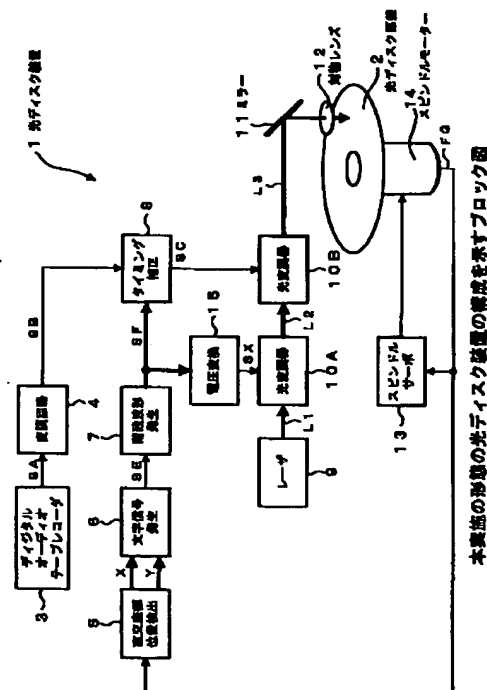 1 光ディスク装置
ディジタル
オーディオ
テープレコーダ
3
SA
変調回路
4
SB
直交座標
位置検出
5
X
Y
文字信号
発生
6
SE
階段波形
発生
7
SF
タイミング
補正
8
SC
電圧変換
15
SX
レーザ
9
L1
光変調器
10A
L2
光変調器
10B
L3
11 ミラー
12
対物レンズ
2
光ディスク原盤
14
スピンドルモーター
FG
スピンドル
サーボ
13
本実施の形態の光ディスク装置の構成を示すブロック図